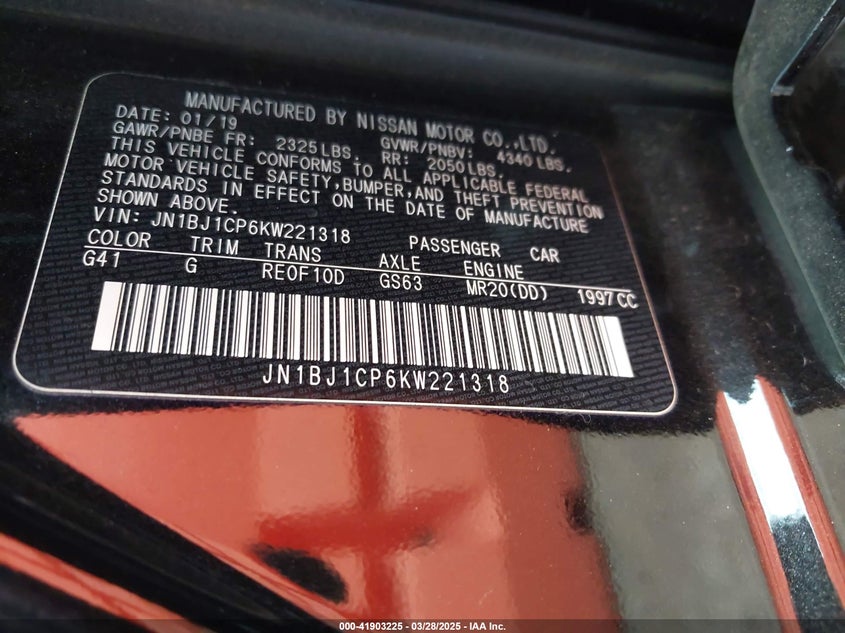 MANUFACTURED BY NISSAN MOTOR CO.,LTD.
DATE: 01/19 GVWR/PNBV: 4340 LBS.
GAWR/PNBE FR: 2325 LBS. RR: 2050 LBS.
THIS VEHICLE CONFORMS TO ALL APPLICABLE FEDERAL
MOTOR VEHICLE SAFETY,BUMPER,AND THEFT PREVENTION
STANDARDS IN EFFECT ON THE DATE OF MANUFACTURE
SHOWN ABOVE.
VIN: JN1BJ1CP6KW221318 PASSENGER CAR
COLOR TRIM TRANS AXLE ENGINE
G41 G RE0F10D GS63 MR20(DD) 1997CC
JN1BJ1CP6KW221318
000-41903225 - 03/28/2025 - IAA Inc.